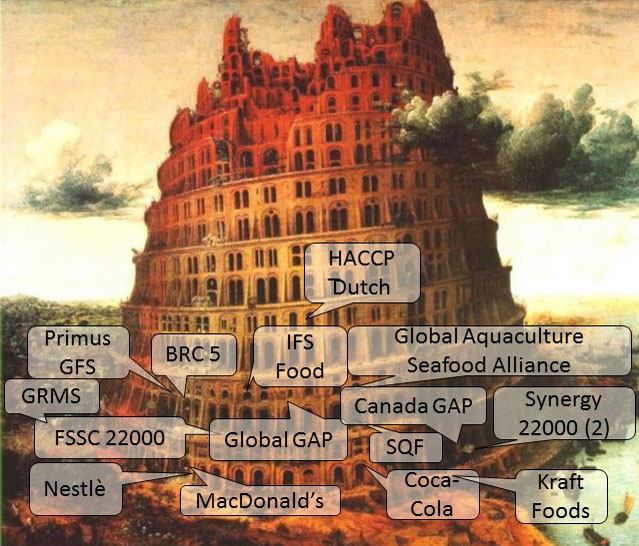 HACCP
Dutch
Primus
GFS
BRC 5
IFS
Food
Global Aquaculture
Seafood Alliance
GRMS
Canada GAP
Synergy
22000 (2)
FSSC 22000
Global GAP
SQF
Nestlè
MacDonald’s
Coca-
Cola
Kraft
Foods